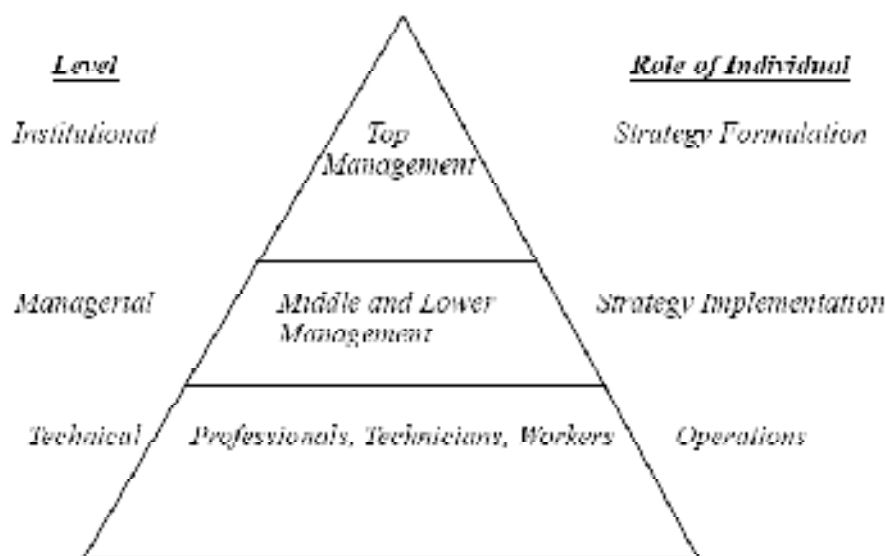 Level
Role of Individual
Institutional
Top
Management
Strategy Formulation
Managerial
Middle and Lower
Management
Strategy Implementation
Technical
Professionals, Technicians, Workers
Operations